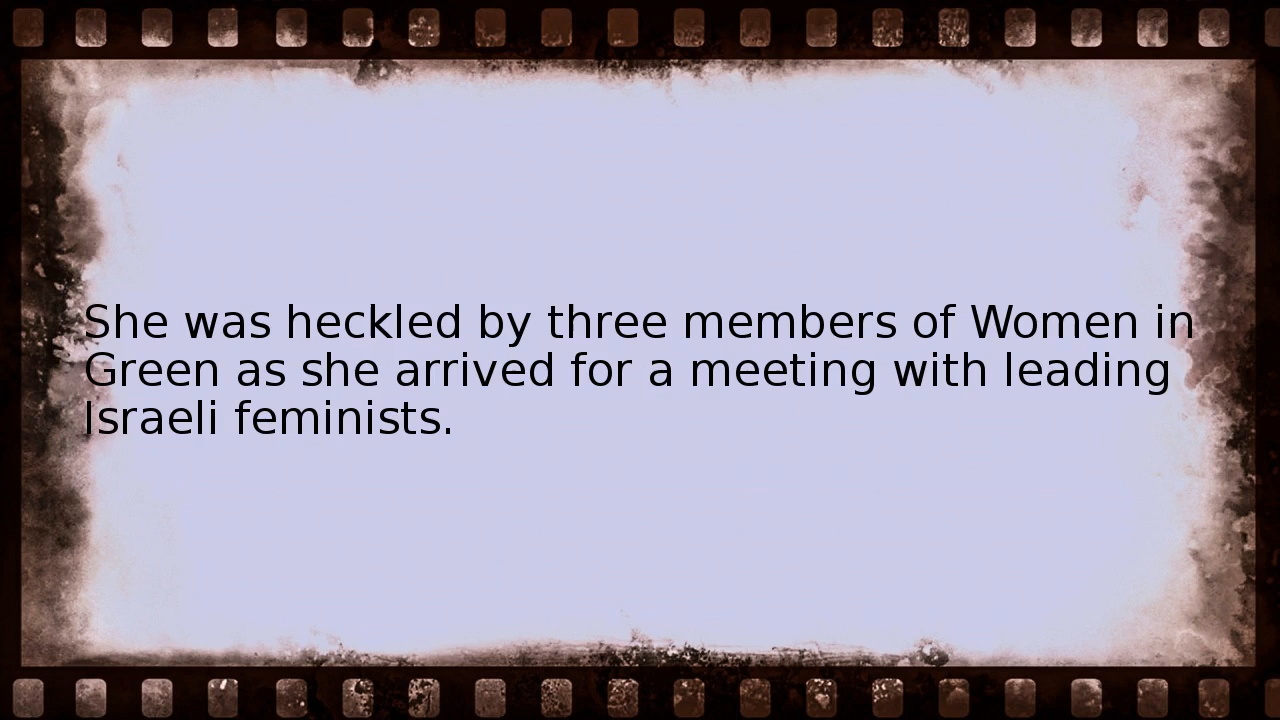 She was heckled by three members of Women in
Green as she arrived for a meeting with leading
Israeli feminists.